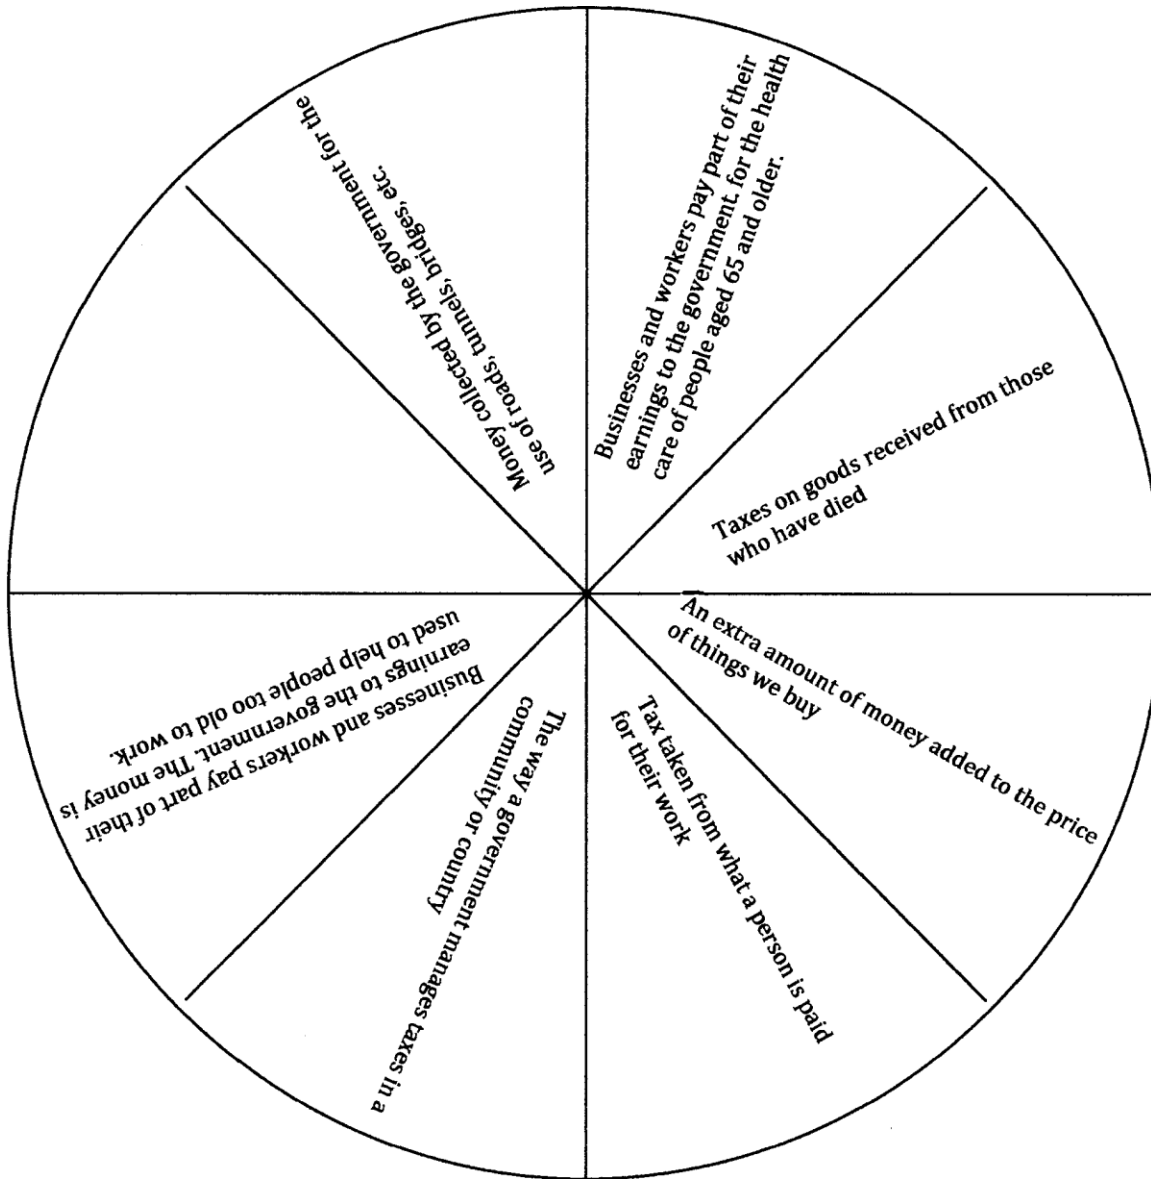 Businesses and workers pay part of their
earnings to the government. for the health
care of people aged 65 and older.
Taxes on goods received from those
who have died
An extra amount of money added to the price
of things we buy
Tax taken from what a person is paid
for their work
The way a government manages taxes in a
community or country
Businesses and workers pay part of their
earnings to the government. The money is
used to help people too old to work.
Money collected by the government for the
use of roads, tunnels, bridges, etc.